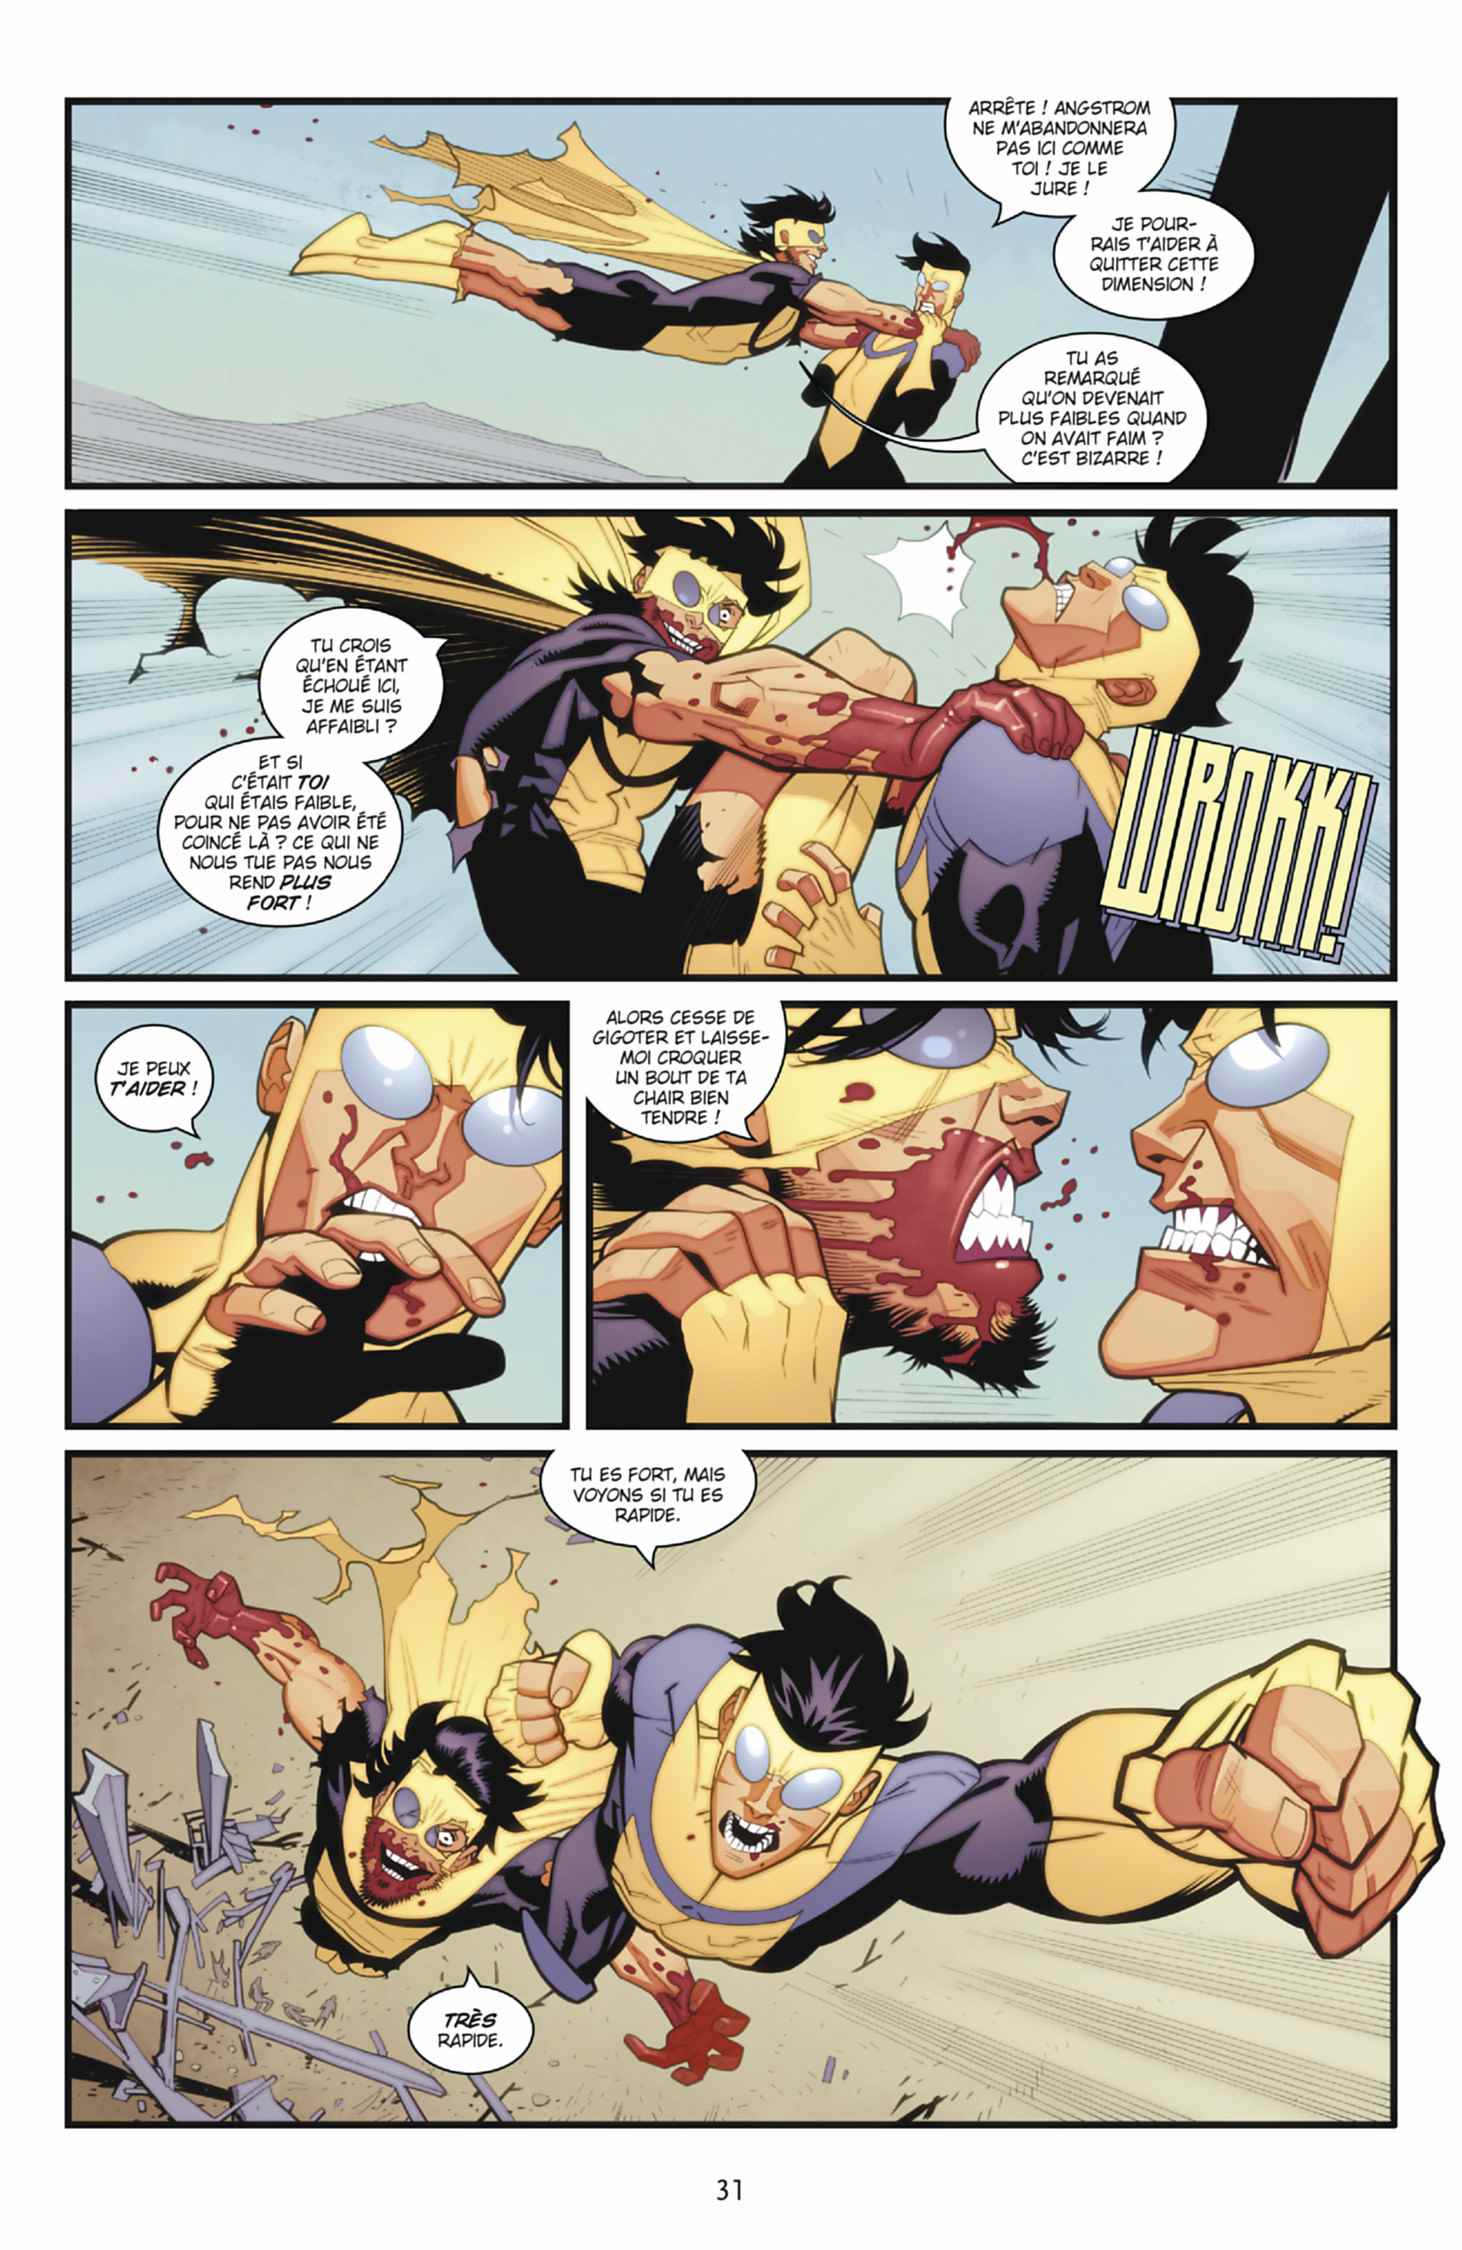 ARRÊTE ! ANGSTROM
NE M'ABANDONNERA
PAS ICI COMME
TOI ! JE LE
JURE !
JE POUR-
RAIS T'AIDER À
QUITTER CETTE
DIMENSION !
TU AS
REMARQUÉ
QU'ON DEVENAIT
PLUS FAIBLES QUAND
ON AVAIT FAIM ?
C'EST BIZARRE !
TU CROIS
QU'EN ÉTANT
ÉCHOUÉ ICI,
JE ME SUIS
AFFAIBLI ?
ET SI
C'ÉTAIT TOI
QUI ÉTAIS FAIBLE,
POUR NE PAS AVOIR ÉTÉ
COINCÉ LÀ ? CE QUI NE
NOUS TUE PAS NOUS
REND PLUS
FORT !
WROKK!
JE PEUX
T'AIDER !
ALORS CESSE DE
GIGOTER ET LAISSE-
MOI CROQUER
UN BOUT DE TA
CHAIR BIEN
TENDRE !
TU ES FORT, MAIS
VOYONS SI TU ES
RAPIDE.
TRÈS
RAPIDE.
31